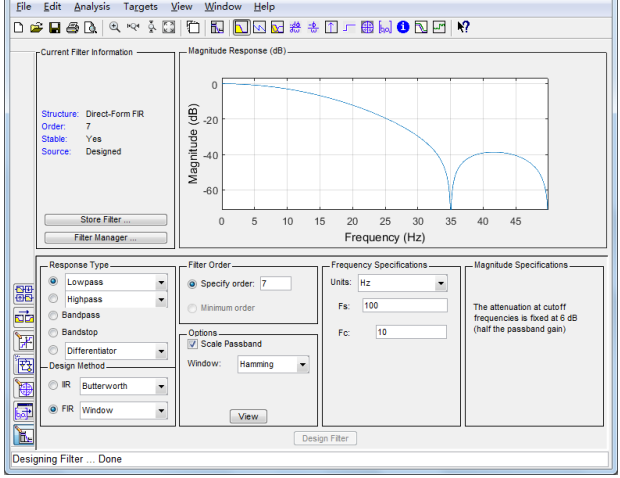 File Edit Analysis Targets View Window Help
Current Filter Information
Structure: Direct-Form FIR
Order: 7
Stable: Yes
Source: Designed
Store Filter ...
Filter Manager ...
Magnitude Response (dB)
Magnitude (dB)
0
-20
-40
-60
0 5 10 15 20 25 30 35 40 45
Frequency (Hz)
Response Type
Lowpass
Highpass
Bandpass
Bandstop
Differentiator
Design Method
IIR Butterworth
FIR Window
Filter Order
Specify order: 7
Minimum order
Options
Scale Passband
Window: Hamming
View
Frequency Specifications
Units: Hz
Fs: 100
Fc: 10
Magnitude Specifications
The attenuation at cutoff
frequencies is fixed at 6 dB
(half the passband gain)
Design Filter
Designing Filter ... Done